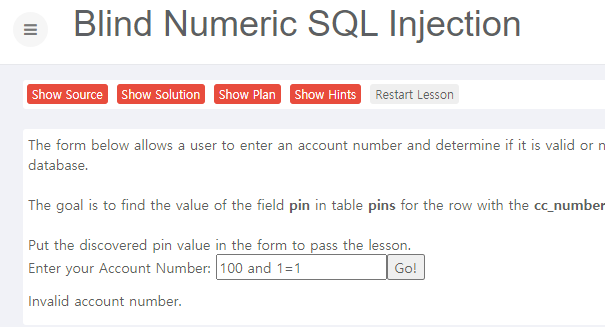 Blind Numeric SQL Injection
Show Source Show Solution Show Plan Show Hints Restart Lesson
The form below allows a user to enter an account number and determine if it is valid or n
database.
The goal is to find the value of the field pin in table pins for the row with the cc_number
Put the discovered pin value in the form to pass the lesson.
Enter your Account Number: 100 and 1=1 Go!
Invalid account number.